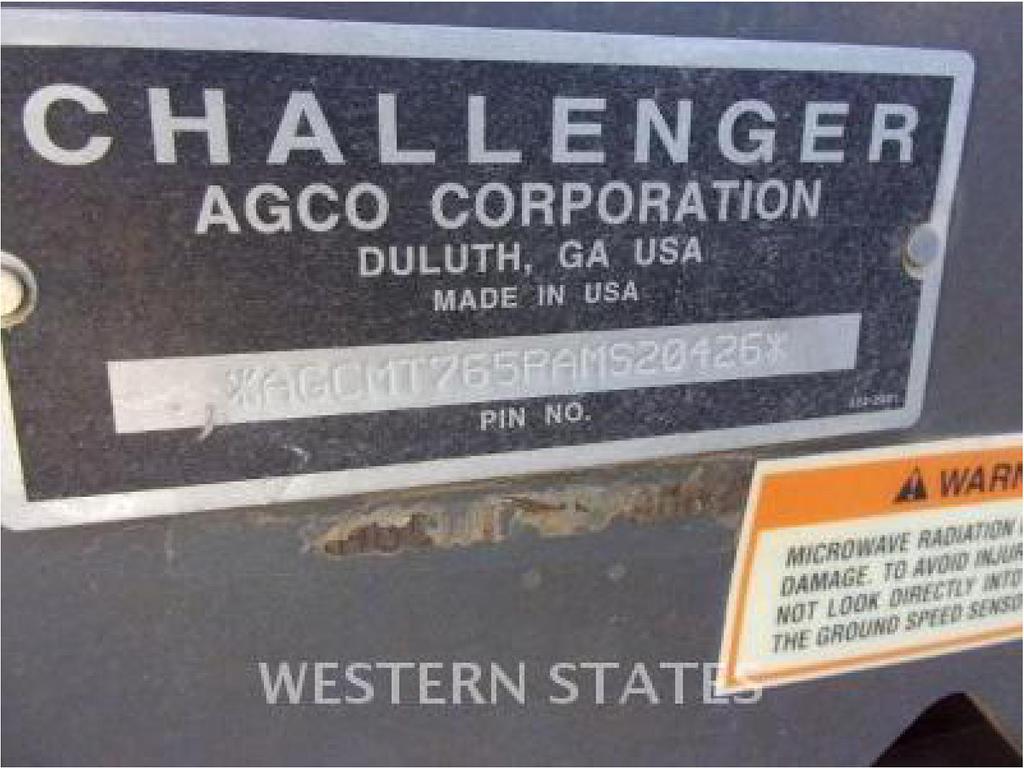 CHALLENGER
AGCO CORPORATION
DULUTH, GA USA
MADE IN USA
*AGCMT765PAMS20426*
PIN NO.
WARN
MICROWAVE RADIATION
DAMAGE. TO AVOID INJUR
NOT LOOK DIRECTLY INTO
THE GROUND SPEED SENSO
WESTERN STATES